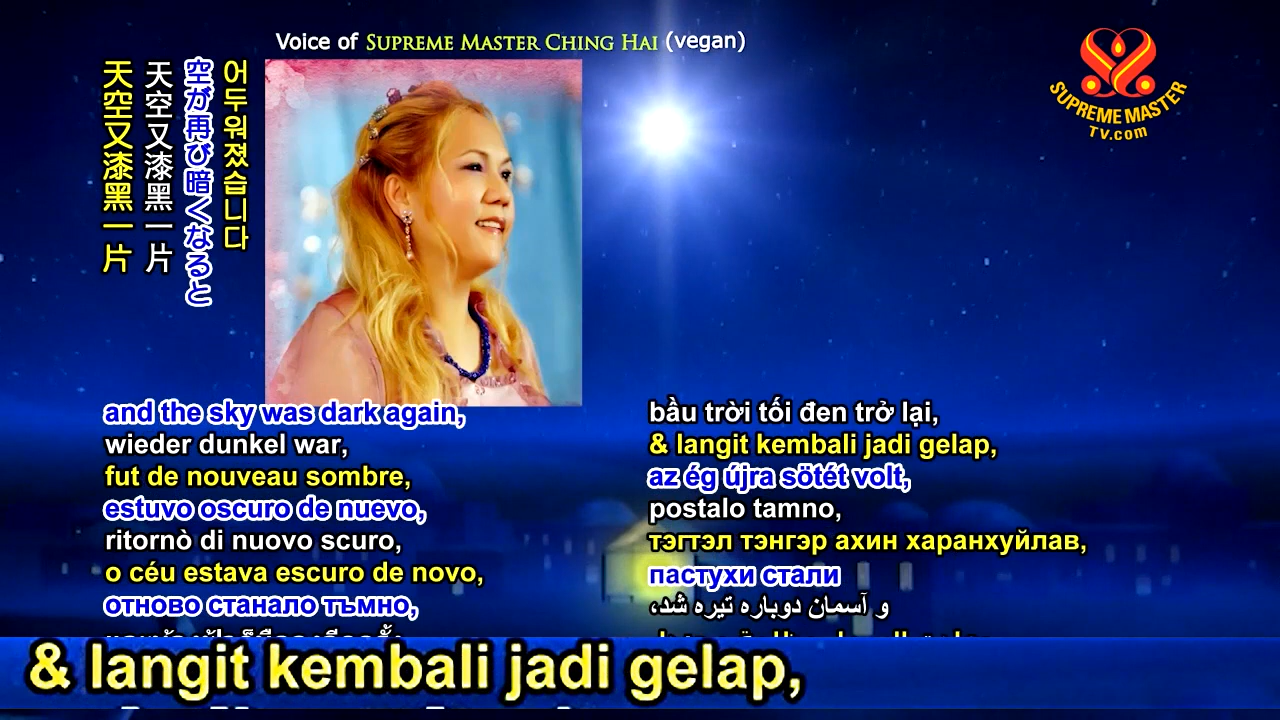 Voice of SUPREME MASTER CHING HAI (vegan)
SUPREME MASTER
TV.com
어두워졌습니다
空が再び暗くなると
天空又漆黑一片
天空又漆黑一片
and the sky was dark again,
wieder dunkel war,
fut de nouveau sombre,
estuvo oscuro de nuevo,
ritornò di nuovo scuro,
o céu estava escuro de novo,
отново станало тъмно,
bầu trời tối đen trở lại,
& langit kembali jadi gelap,
az ég újra sötét volt,
postalo tamno,
тэгтэл тэнгэр ахин харанхуйлав,
пастухи стали
و آسمان دوباره تیره شد،
& langit kembali jadi gelap,